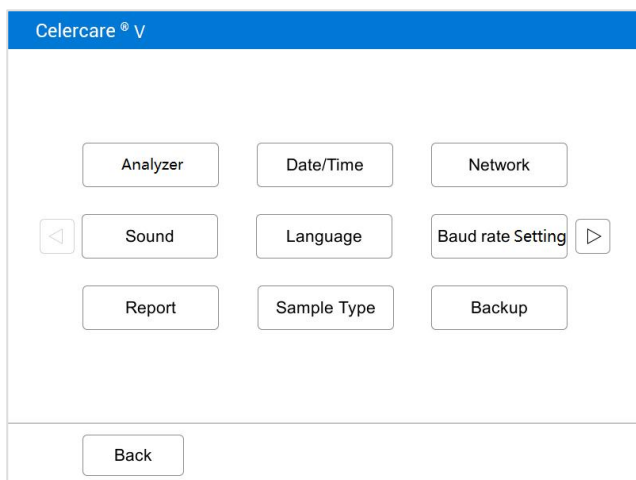 Celercare ® V
Analyzer Date/Time Network
Sound Language Baud rate Setting
Report Sample Type Backup
Back